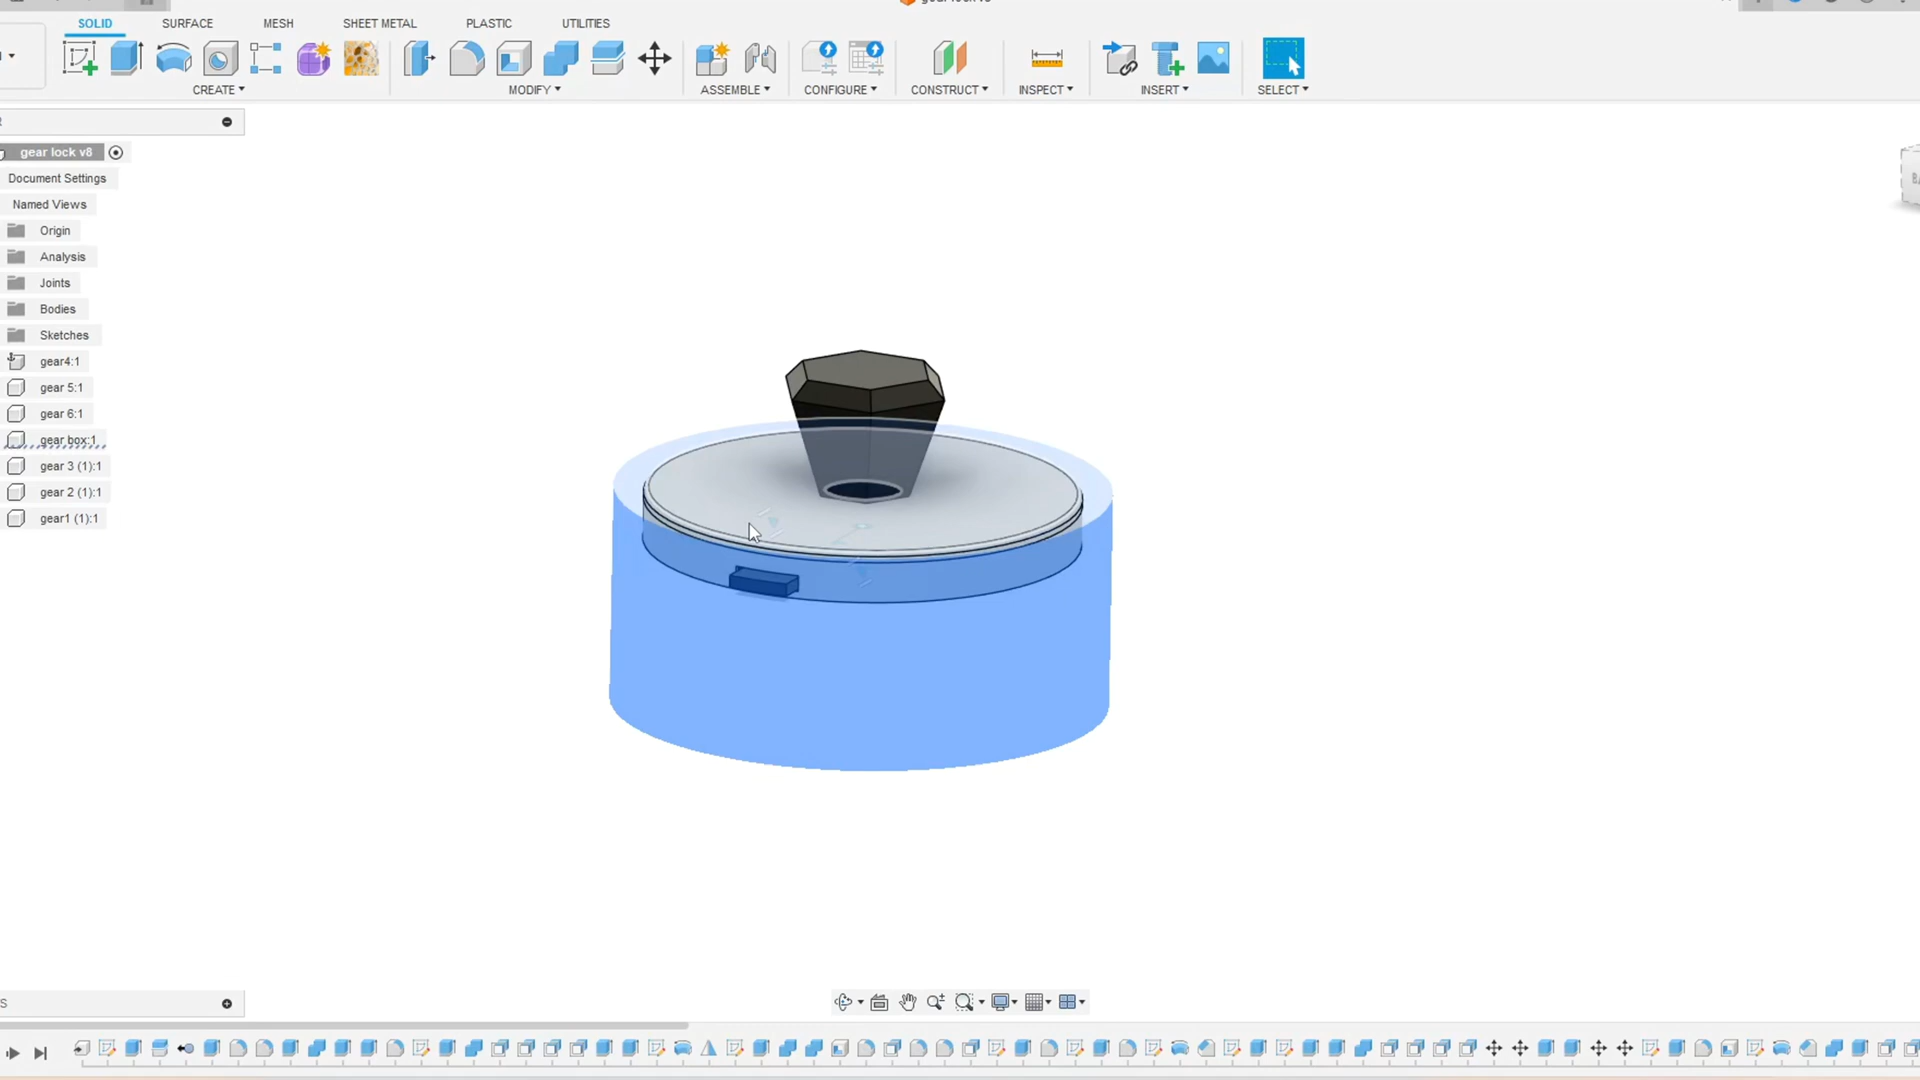 SOLID SURFACE MESH SHEET METAL PLASTIC UTILITIES
CREATE MODIFY ASSEMBLE CONFIGURE CONSTRUCT INSPECT INSERT SELECT
gear lock v8
Document Settings
Named Views
Origin
Analysis
Joints
Bodies
Sketches
gear4:1
gear 5:1
gear 6:1
gear box:1
gear 3 (1):1
gear 2 (1):1
gear1 (1):1